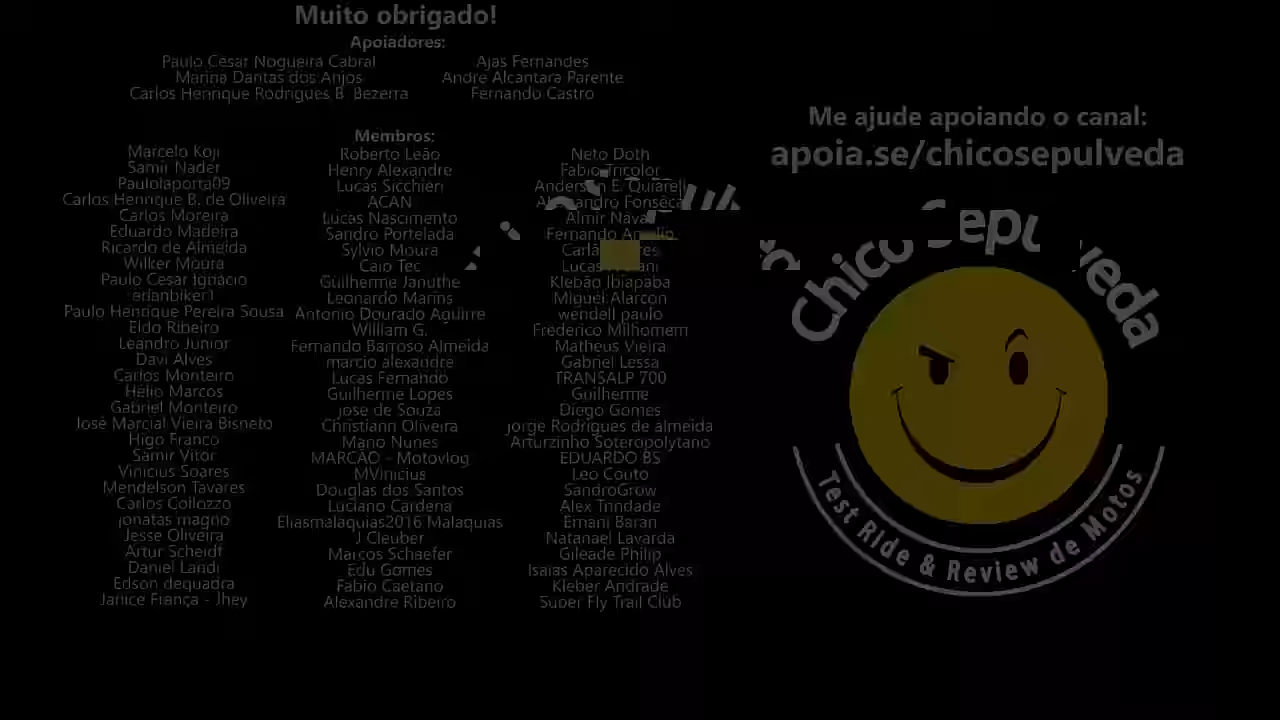 Muito obrigado!
Apoiadores:
Paulo Cesar Nogueira Cabral
Marina Dantas dos Anjos
Carlos Henrique Rodrigues B. Bezerra
Ajas Fernandes
Andre Alcantara Parente
Fernando Castro
Membros:
Marcelo Koji
Samir Nader
Paulolaporta09
Carlos Henrique B. de Oliveira
Carlos Moreira
Eduardo Madeira
Ricardo de Almeida
Wilker Moura
Paulo Cesar Ignácio
erlanbiker1
Paulo Henrique Pereira Sousa
Eldo Ribeiro
Leandro Junior
Davi Alves
Carlos Monteiro
Hélio Marcos
Gabriel Monteiro
José Marcial Vieira Bisneto
Higo Franco
Samir Vitor
Vinicius Soares
Mendelson Tavares
Carlos Collozzo
jonatas magno
Jesse Oliveira
Artur Scheidt
Daniel Landi
Edson dequadra
Janice França - Jhey
Roberto Leão
Henry Alexandre
Lucas Sicchieri
ACAN
Lucas Nascimento
Sandro Portelada
Sylvio Moura
Caio Tec
Guilherme Januthe
Leonardo Marins
Antonio Dourado Aguirre
William G.
Fernando Barroso Almeida
marcio alexandre
Lucas Fernando
Guilherme Lopes
jose de Souza
Christiann Oliveira
Mano Nunes
MARCÃO - Motovlog
MVinicius
Douglas dos Santos
Luciano Cardena
Eliasmalaquias2016 Malaquias
J Cleuber
Marcos Schaefer
Edu Gomes
Fabio Caetano
Alexandre Ribeiro
Neto Doth
Fabio Tricolor
Anderson E. Quiarell
Alessandro Fonseca
Almir
Fernando
Lucas
Klebão Ibiapaba
Miguel Alarcon
wendell paulo
Frederico Milhomem
Matheus Vieira
Gabriel Lessa
TRANSALP 700
Guilherme
Diego Gomes
jorge Rodrigues de almeida
Arturzinho Soteropolytano
EDUARDO BS
Leo Couto
SandroGrow
Alex Trindade
Ernani Baran
Natanael Lavarda
Gileade Philip
Isaias Aparecido Alves
Kleber Andrade
Super Fly Trail Club
Me ajude apoiando o canal:
apoia.se/chicosepulveda
Chico Sepulveda
Test Ride & Review de Motos